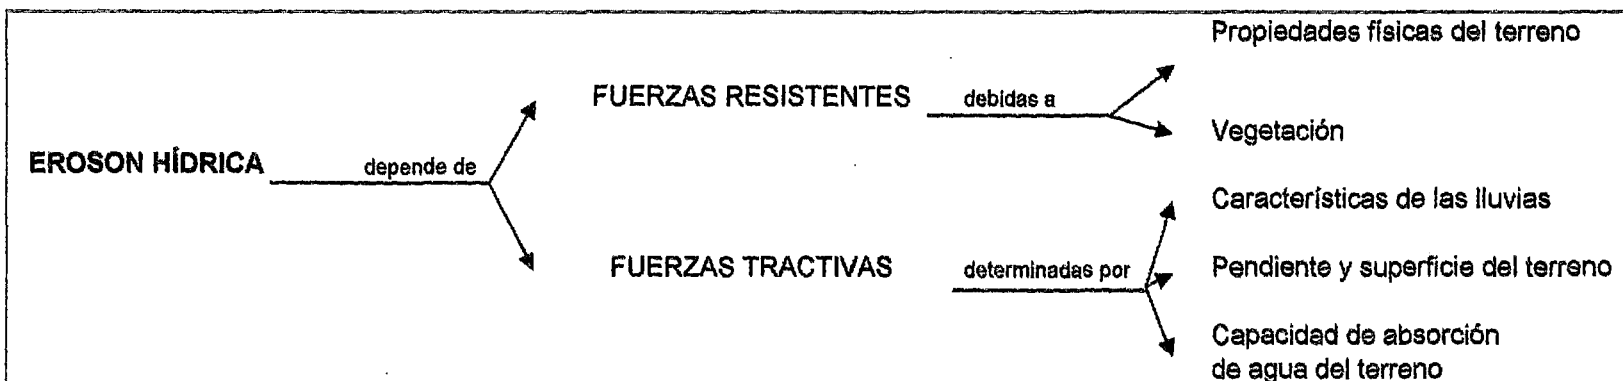 Propiedades físicas del terreno
FUERZAS RESISTENTES debidas a
Vegetación
EROSON HÍDRICA depende de
Características de las lluvias
FUERZAS TRACTIVAS determinadas por Pendiente y superficie del terreno
Capacidad de absorción
de agua del terreno